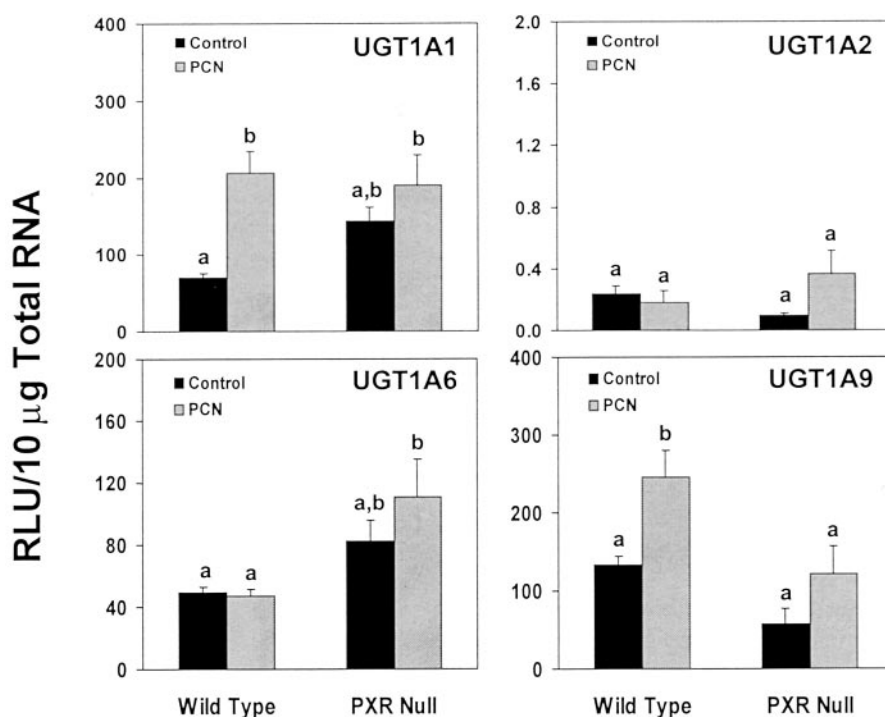 RLU/10 μg Total RNA
UGT1A1
Control
PCN
400
300
200
100
0
a
b
a,b
b
UGT1A2
Control
PCN
2.0
1.6
1.2
0.8
0.4
0.0
a
a
a
a
UGT1A6
Control
PCN
200
160
120
80
40
0
a
a
a,b
b
Wild Type
PXR Null
UGT1A9
Control
PCN
400
300
200
100
0
a
b
a
a
Wild Type
PXR Null